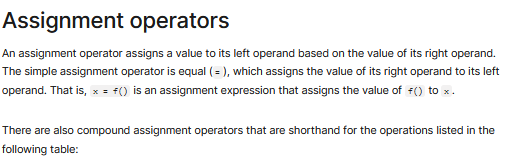 Assignment operators
An assignment operator assigns a value to its left operand based on the value of its right operand.
The simple assignment operator is equal (=), which assigns the value of its right operand to its left
operand. That is, x = f() is an assignment expression that assigns the value of f() to x.
There are also compound assignment operators that are shorthand for the operations listed in the
following table: